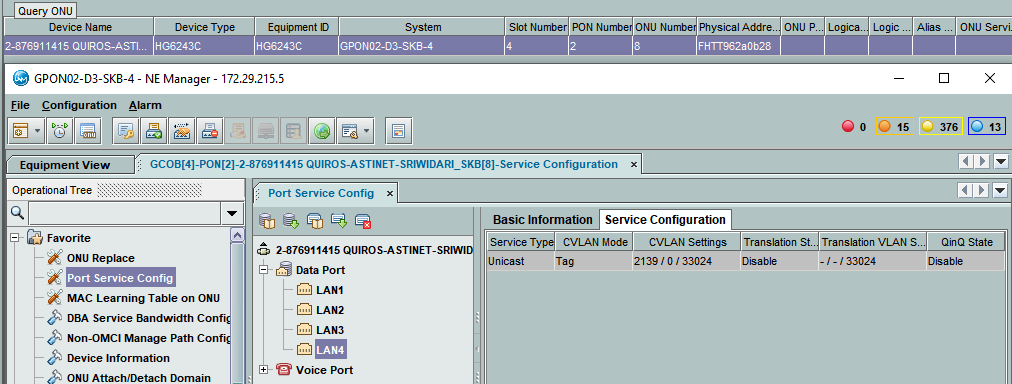 Query ONU
Device Name Device Type Equipment ID System Slot Number PON Number ONU Number Physical Addre... ONU P... Logica... Logic ... Alias ... ONU Servi...
2-876911415 QUIROS-ASTI... HG6243C HG6243C GPON02-D3-SKB-4 4 2 8 FHTT962a0b28
GPON02-D3-SKB-4 - NE Manager - 172.29.215.5
File Configuration Alarm
0 15 376 13
Equipment View GCOB[4]-PON[2]-2-876911415 QUIROS-ASTINET-SRIWIDARI_SKB[8]-Service Configuration
Operational Tree
Favorite
ONU Replace
Port Service Config
MAC Learning Table on ONU
DBA Service Bandwidth Config
Non-OMCI Manage Path Config
Device Information
ONU Attach/Detach Domain
Port Service Config
2-876911415 QUIROS-ASTINET-SRIWID
Data Port
LAN1
LAN2
LAN3
LAN4
Voice Port
Basic Information Service Configuration
Service Type CVLAN Mode CVLAN Settings Translation St... Translation VLAN S... QinQ State
Unicast Tag 2139 / 0 / 33024 Disable - / - / 33024 Disable